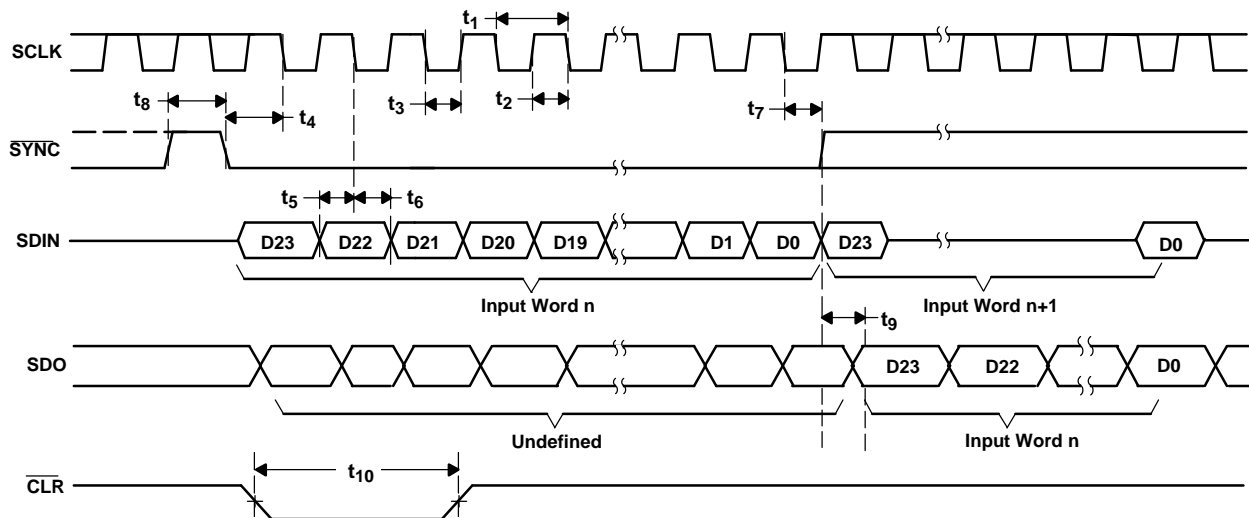 t1
SCLK
t8
t4
t3
t2
t7
SYNC
t5
t6
SDIN
D23
D22
D21
D20
D19
D1
D0
D23
D0
Input Word n
Input Word n+1
t9
SDO
D23
D22
D0
Undefined
Input Word n
t10
CLR